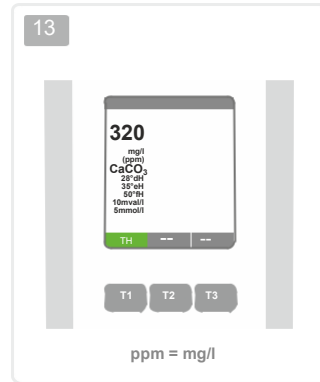 13
320
mg/l
(ppm)
CaCO₃
28°dH
35°eH
50°fH
10mval/l
5mmol/l
TH -- --
T1 T2 T3
ppm = mg/l